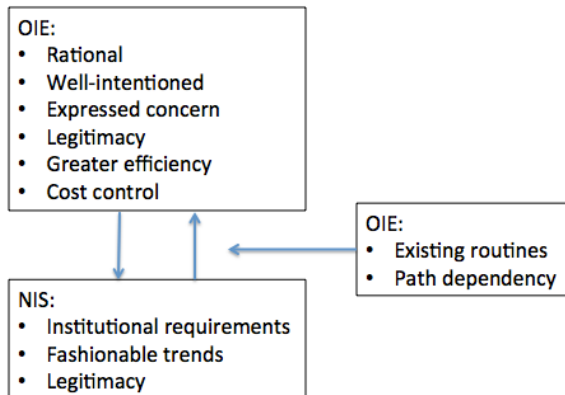 OIE:
• Rational
• Well-intentioned
• Expressed concern
• Legitimacy
• Greater efficiency
• Cost control
OIE:
• Existing routines
• Path dependency
NIS:
• Institutional requirements
• Fashionable trends
• Legitimacy